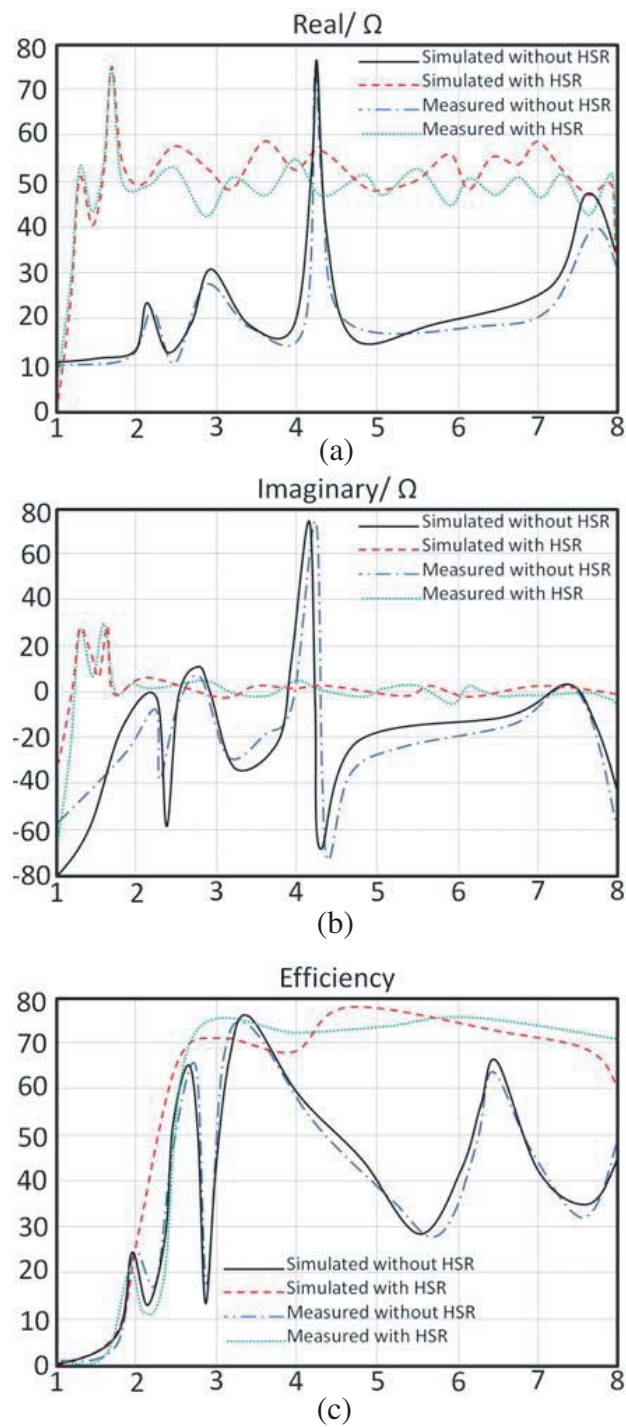 Real/ Ω
80
70
60
50
40
30
20
10
0
Simulated without HSR
Simulated with HSR
Measured without HSR
Measured with HSR
1 2 3 4 5 6 7 8
(a)
Imaginary/ Ω
80
60
40
20
0
-20
-40
-60
-80
Simulated without HSR
Simulated with HSR
Measured without HSR
Measured with HSR
1 2 3 4 5 6 7 8
(b)
Efficiency
80
70
60
50
40
30
20
10
0
Simulated without HSR
Simulated with HSR
Measured without HSR
Measured with HSR
1 2 3 4 5 6 7 8
(c)